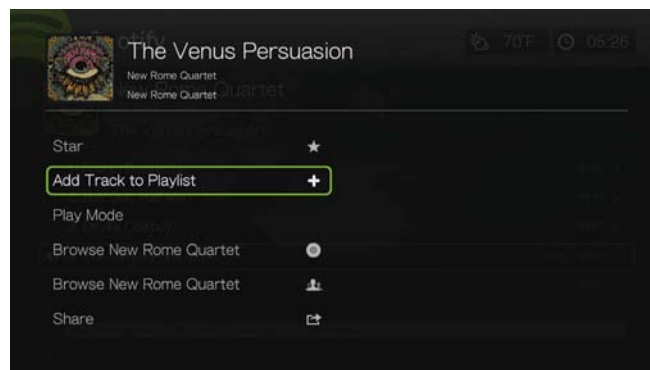 The Venus Persuasion
New Rome Quartet
New Rome Quartet
70°F
05:26
Star
Add Track to Playlist
Play Mode
Browse New Rome Quartet
Browse New Rome Quartet
Share